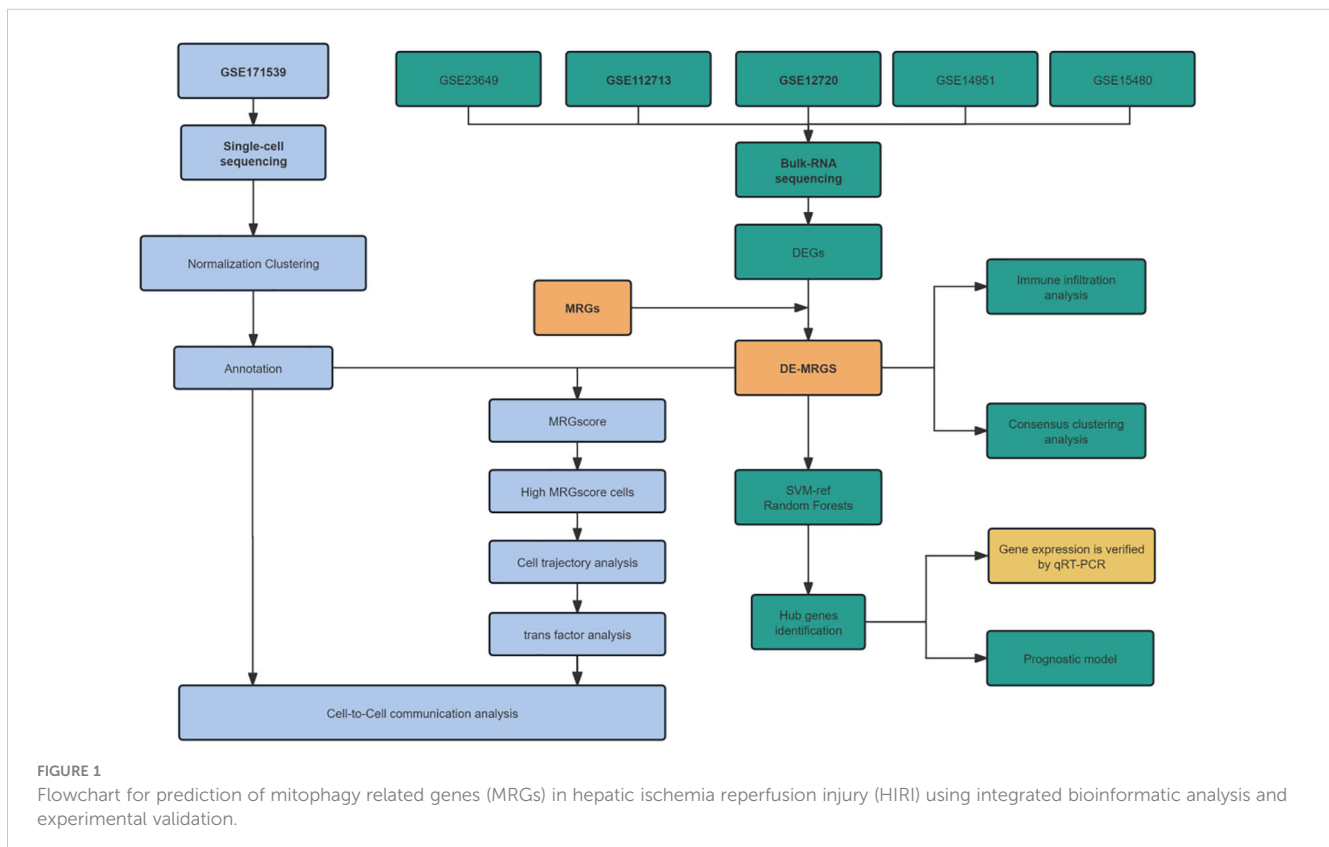 GSE171539
GSE23649
GSE112713
GSE12720
GSE14951
GSE15480
Single-cell
sequencing
Bulk-RNA
sequencing
Normalization Clustering
DEGs
Immune infiltration
analysis
MRGs
Annotation
DE-MRGS
MRGscore
Consensus clustering
analysis
High MRGscore cells
SVM-ref
Random Forests
Cell trajectory analysis
Gene expression is verified
by qRT-PCR
trans factor analysis
Hub genes
identification
Prognostic model
Cell-to-Cell communication analysis
FIGURE 1
Flowchart for prediction of mitophagy related genes (MRGs) in hepatic ischemia reperfusion injury (HIRI) using integrated bioinformatic analysis and
experimental validation.